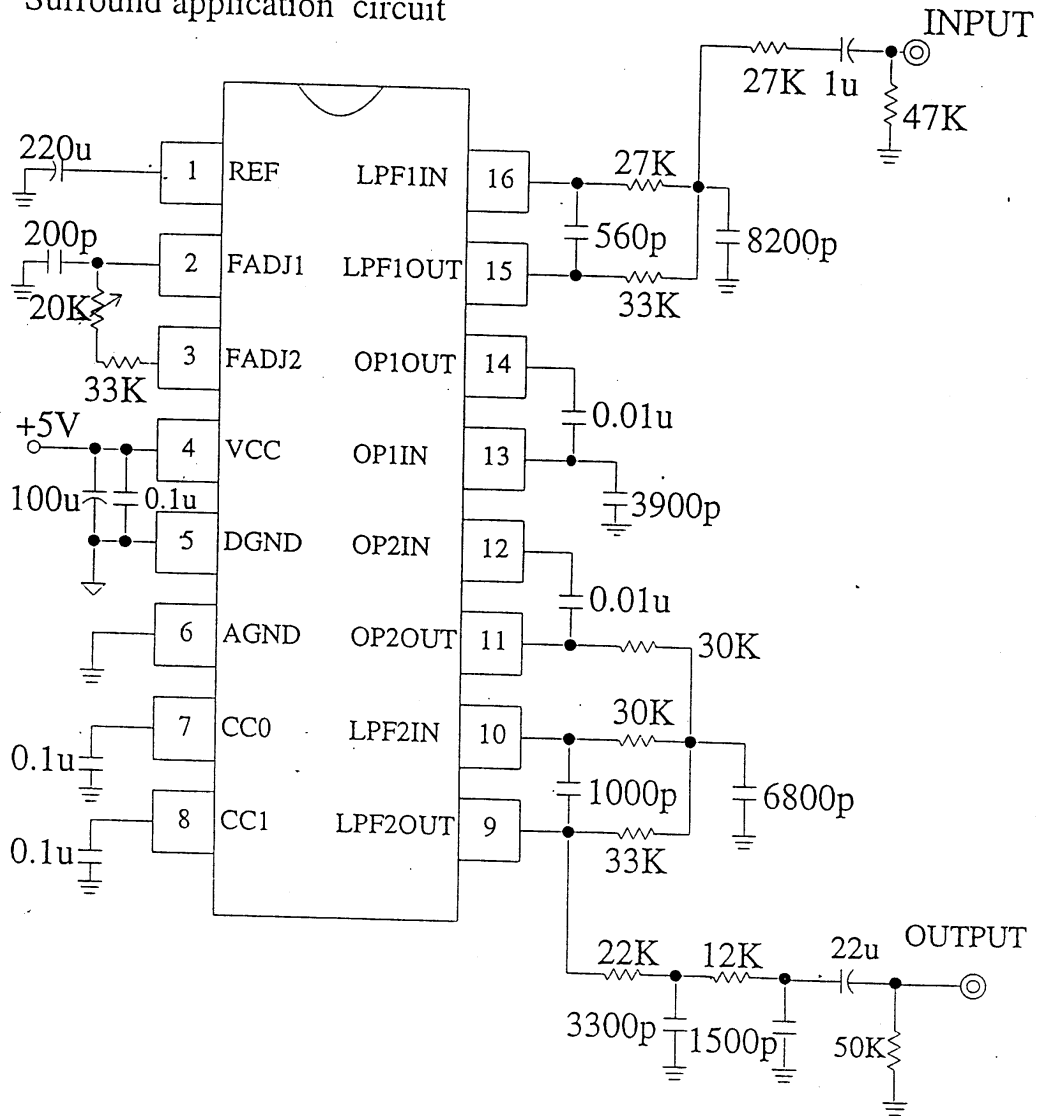 Surround application circuit
INPUT
27K 1u
47K
220u
1 REF
LPF1IN 16
27K
200p
560p
8200p
2 FADJ1
LPF1OUT 15
33K
20K
3 FADJ2
OP1OUT 14
33K
0.01u
+5V
4 VCC
OP1IN 13
100u
0.1u
3900p
5 DGND
OP2IN 12
0.01u
6 AGND
OP2OUT 11
30K
30K
7 CC0
LPF2IN 10
0.1u
1000p
6800p
8 CC1
LPF2OUT 9
0.1u
33K
22K
12K
22u
OUTPUT
3300p
1500p
50K